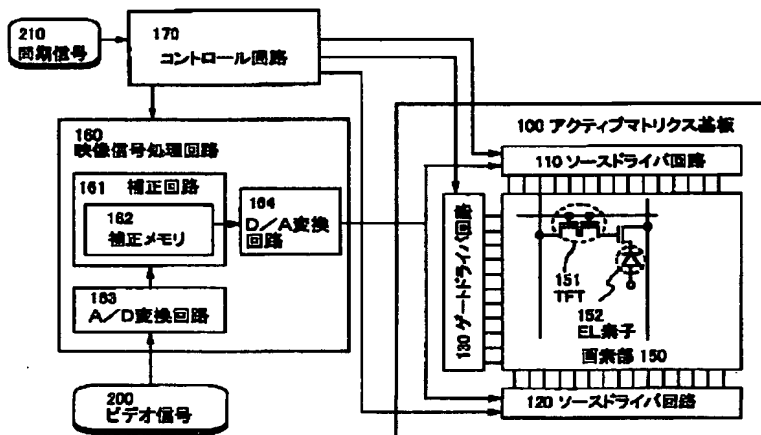 210
同期信号
170
コントロール回路
160
映像信号処理回路
161 補正回路
162
補正メモリ
164
D/A変換
回路
163
A/D変換回路
200
ビデオ信号
100 アクティブマトリクス基板
110 ソースドライバ回路
130 ゲートドライバ回路
151
TFT
152
EL素子
画素部 150
120 ソースドライバ回路